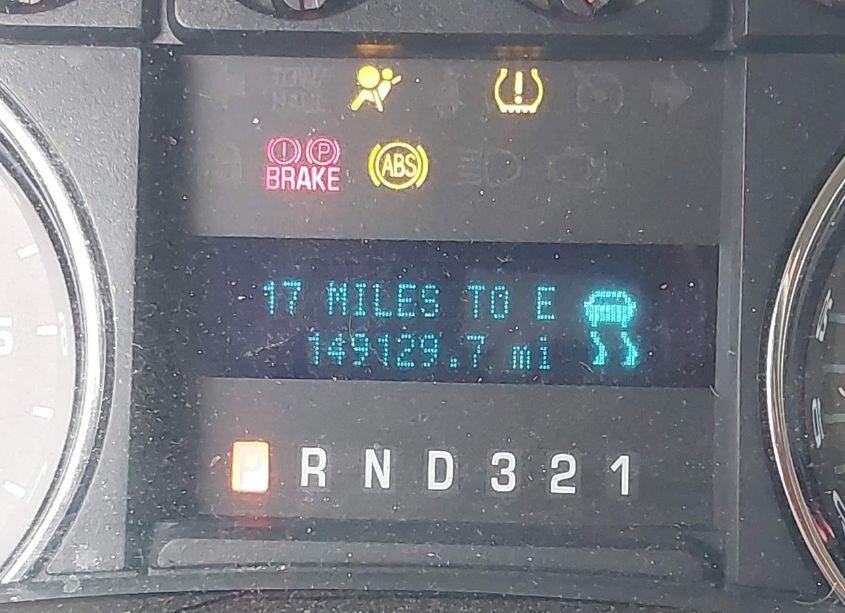 TOW
HAUL
! P
BRAKE
ABS
17 MILES TO E
149129.7 mi
P R N D 3 2 1